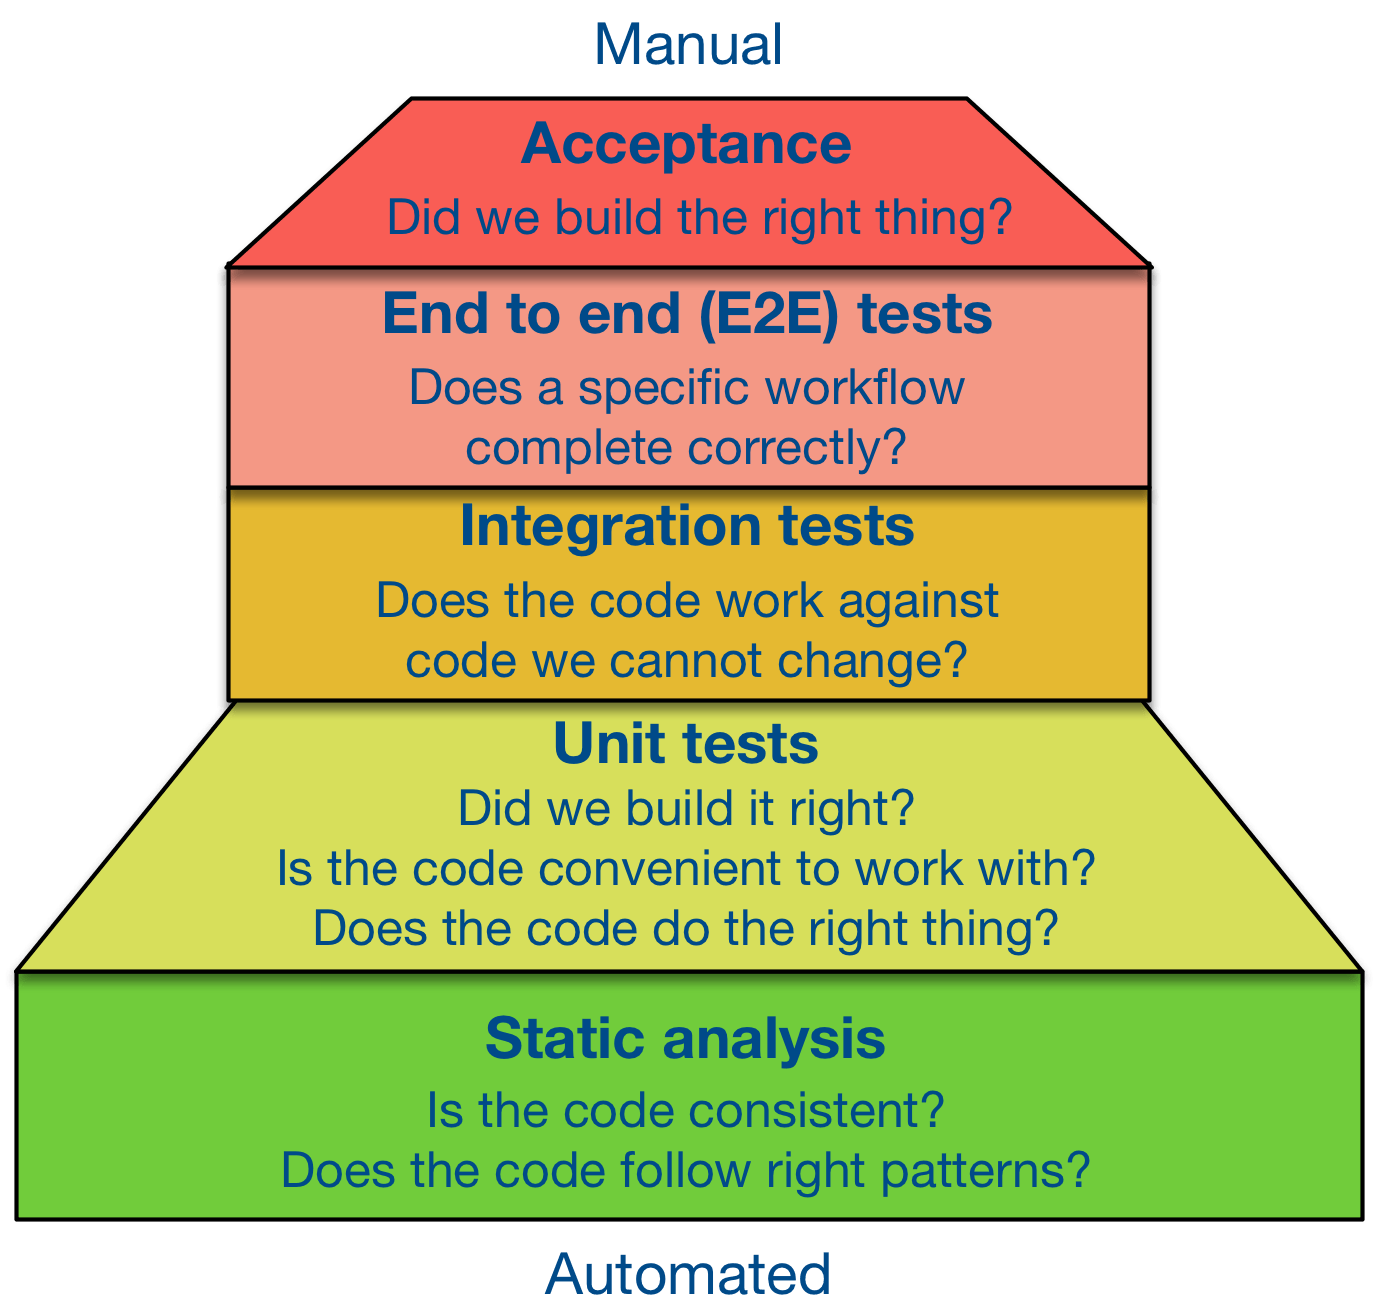 Manual
Acceptance
Did we build the right thing?
End to end (E2E) tests
Does a specific workflow
complete correctly?
Integration tests
Does the code work against
code we cannot change?
Unit tests
Did we build it right?
Is the code convenient to work with?
Does the code do the right thing?
Static analysis
Is the code consistent?
Does the code follow right patterns?
Automated